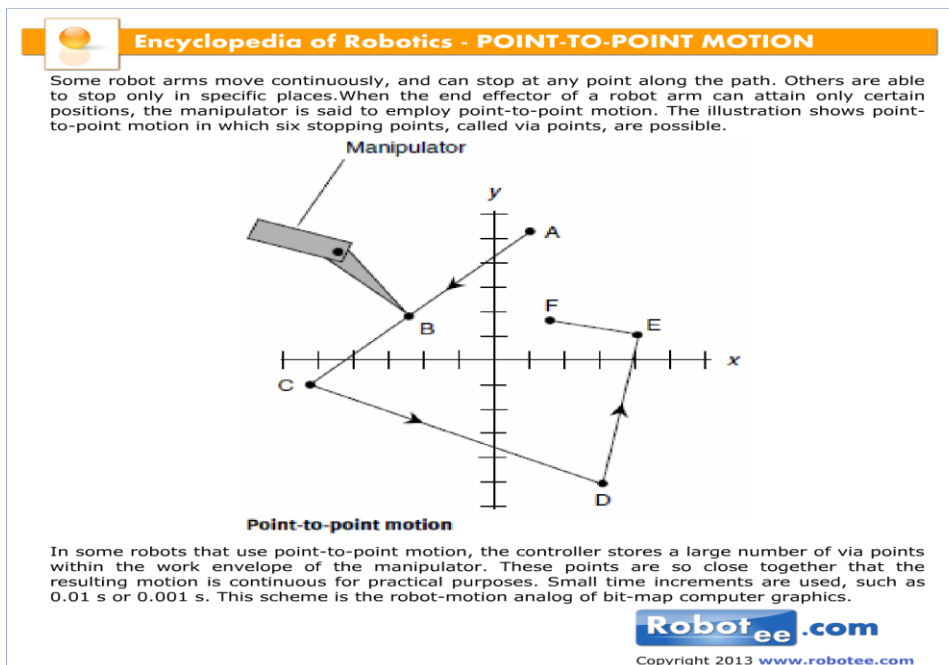 Encyclopedia of Robotics - POINT-TO-POINT MOTION
Some robot arms move continuously, and can stop at any point along the path. Others are able
to stop only in specific places.When the end effector of a robot arm can attain only certain
positions, the manipulator is said to employ point-to-point motion. The illustration shows point-
to-point motion in which six stopping points, called via points, are possible.
Manipulator
y
A
F
B
E
x
C
D
Point-to-point motion
In some robots that use point-to-point motion, the controller stores a large number of via points
within the work envelope of the manipulator. These points are so close together that the
resulting motion is continuous for practical purposes. Small time increments are used, such as
0.01 s or 0.001 s. This scheme is the robot-motion analog of bit-map computer graphics.
Robotee.com
Copyright 2013 www.robotee.com